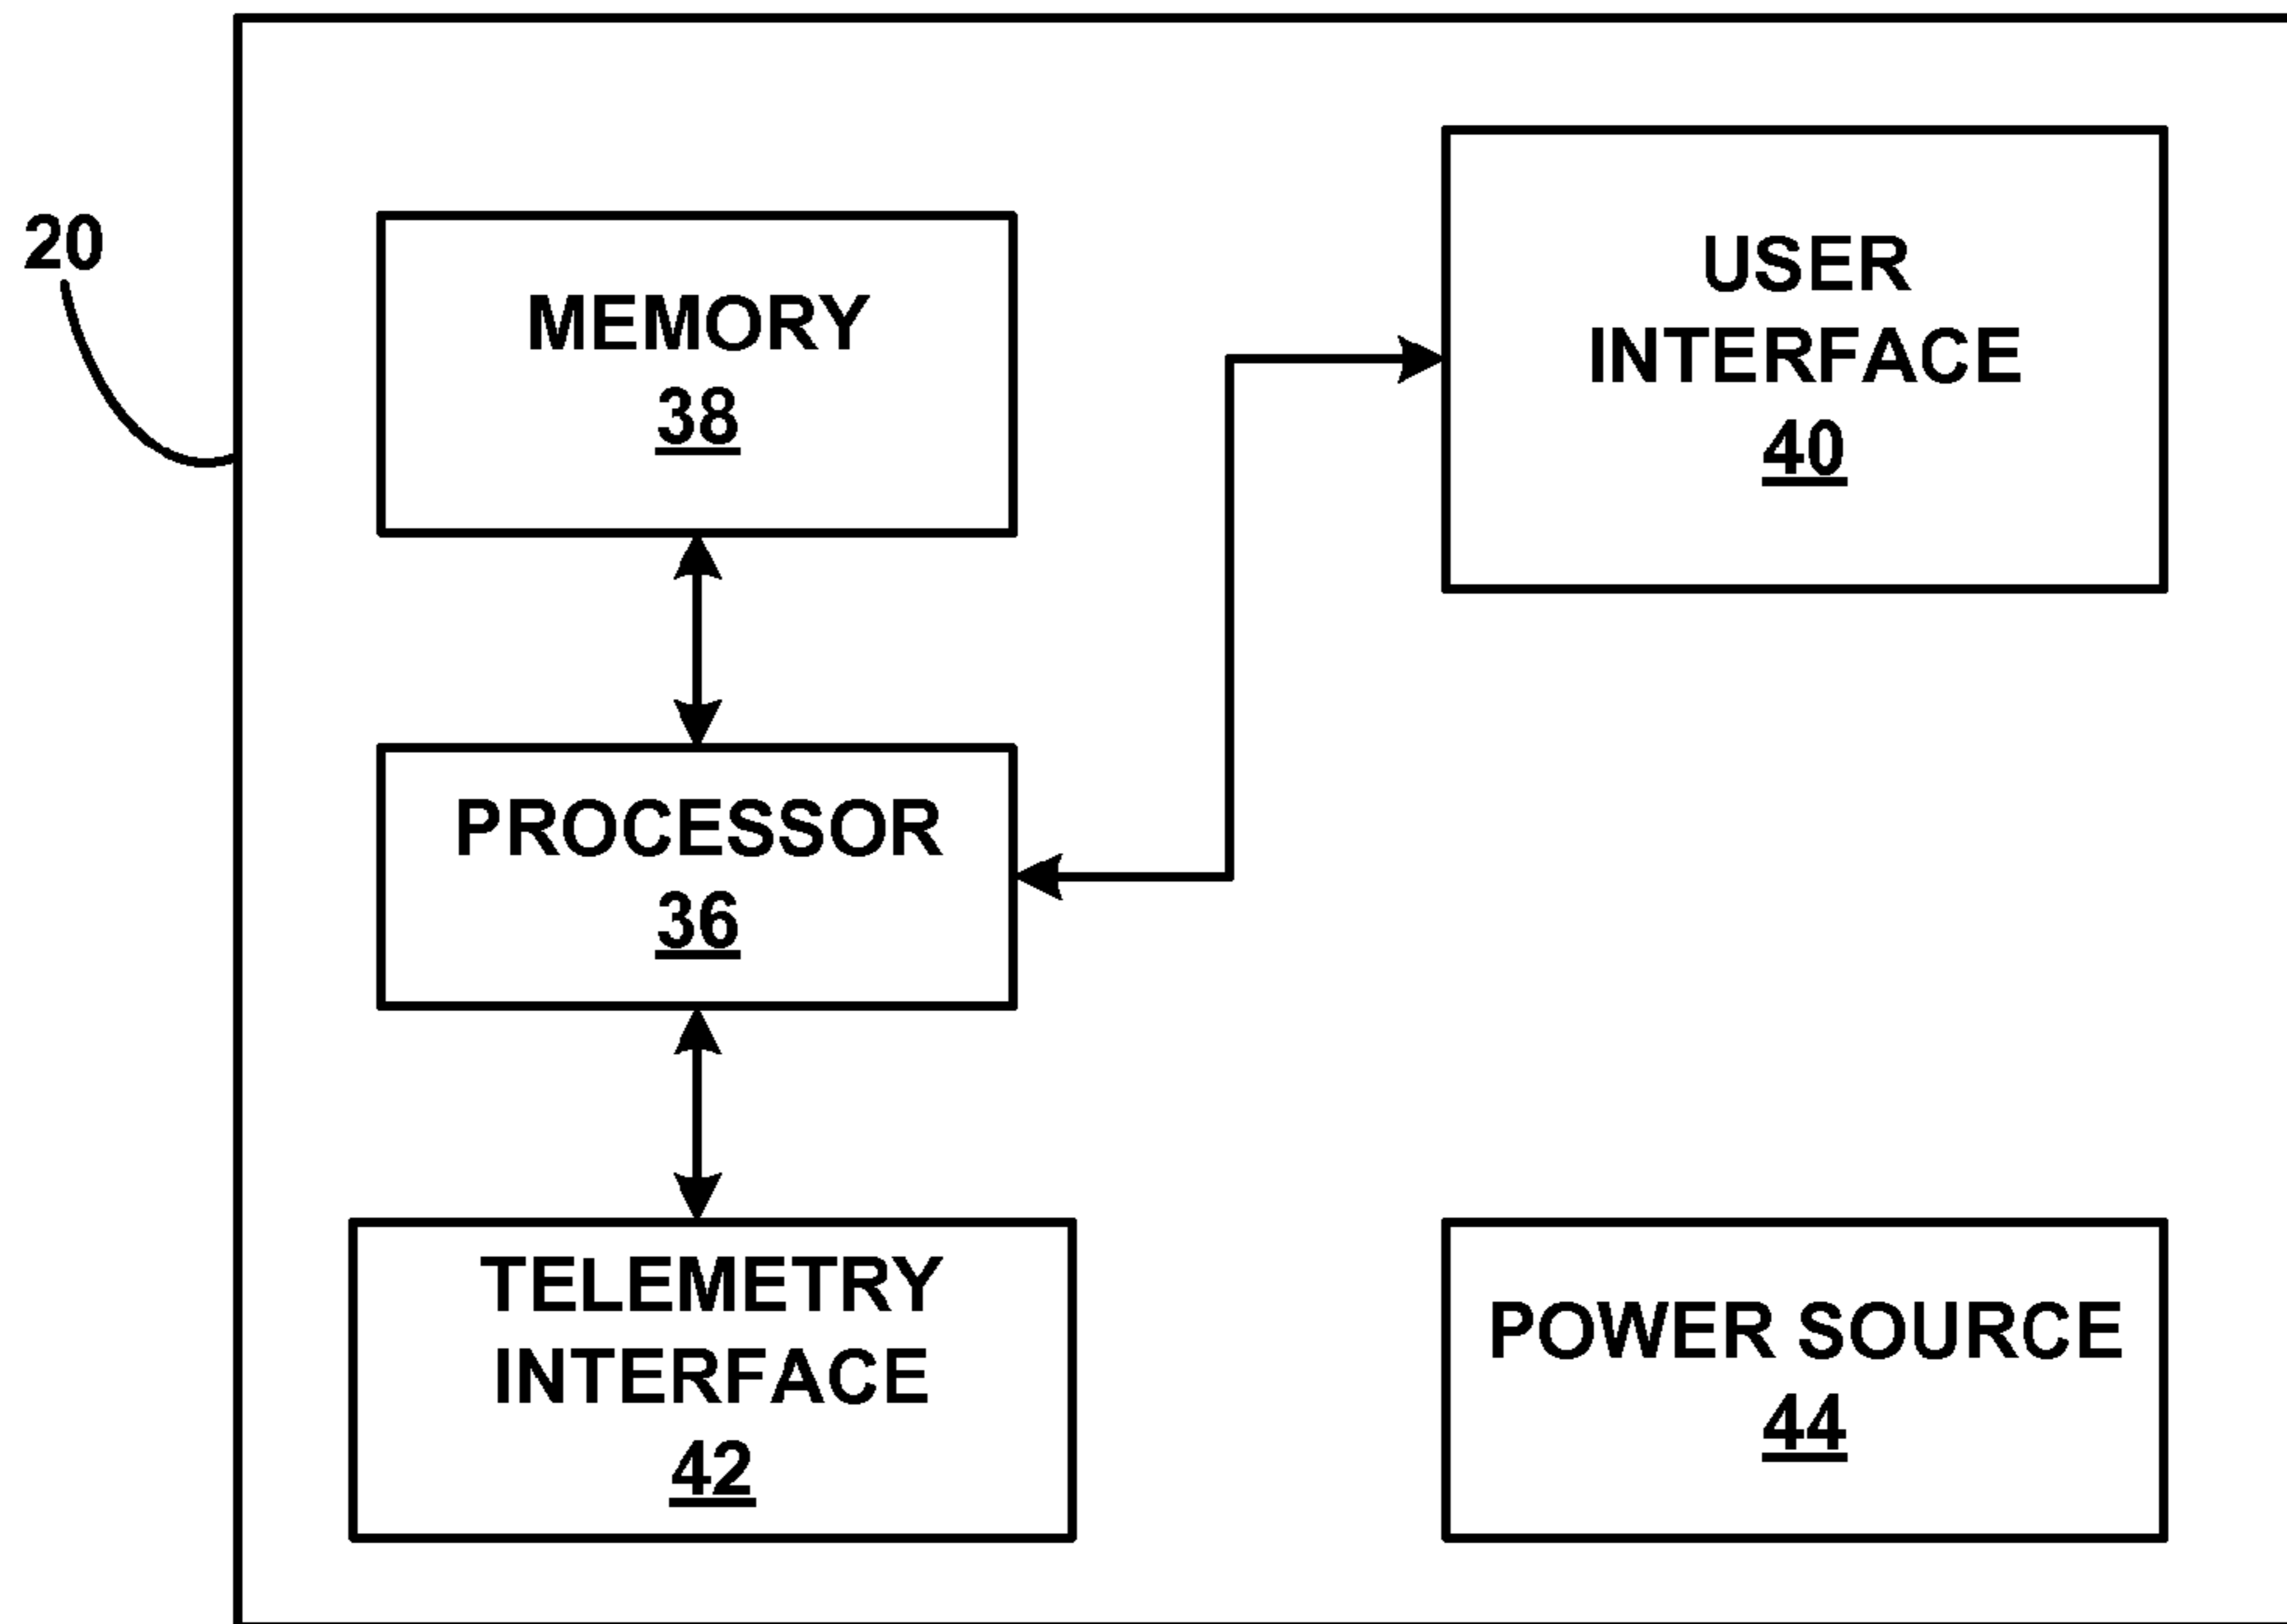 20
MEMORY
38
USER
INTERFACE
40
PROCESSOR
36
TELEMETRY
INTERFACE
42
POWER SOURCE
44